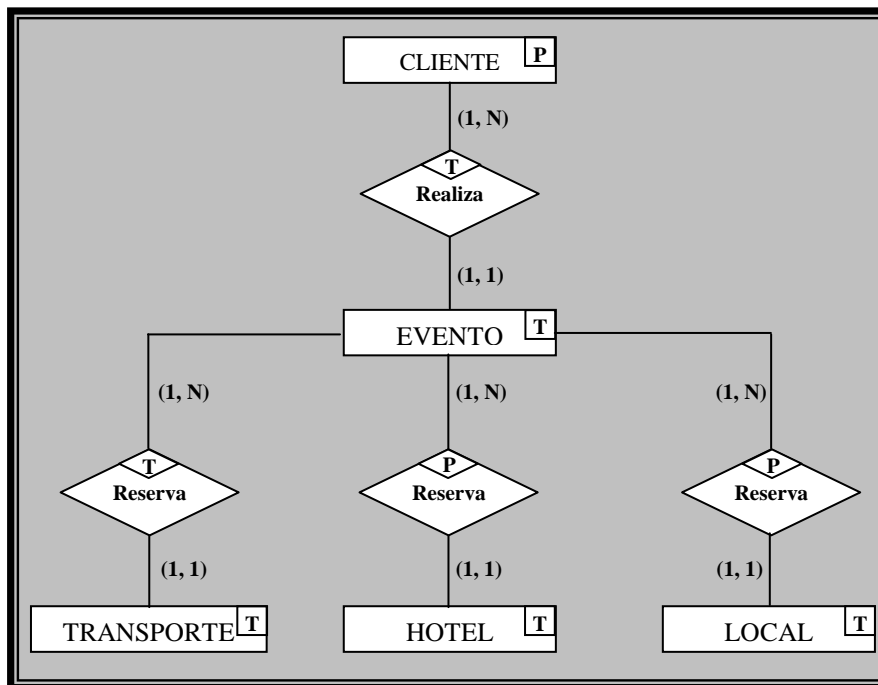 CLIENTE P
(1, N)
T
Realiza
(1, 1)
EVENTO T
(1, N) (1, N) (1, N)
T P P
Reserva Reserva Reserva
(1, 1) (1, 1) (1, 1)
TRANSPORTE T HOTEL T LOCAL T